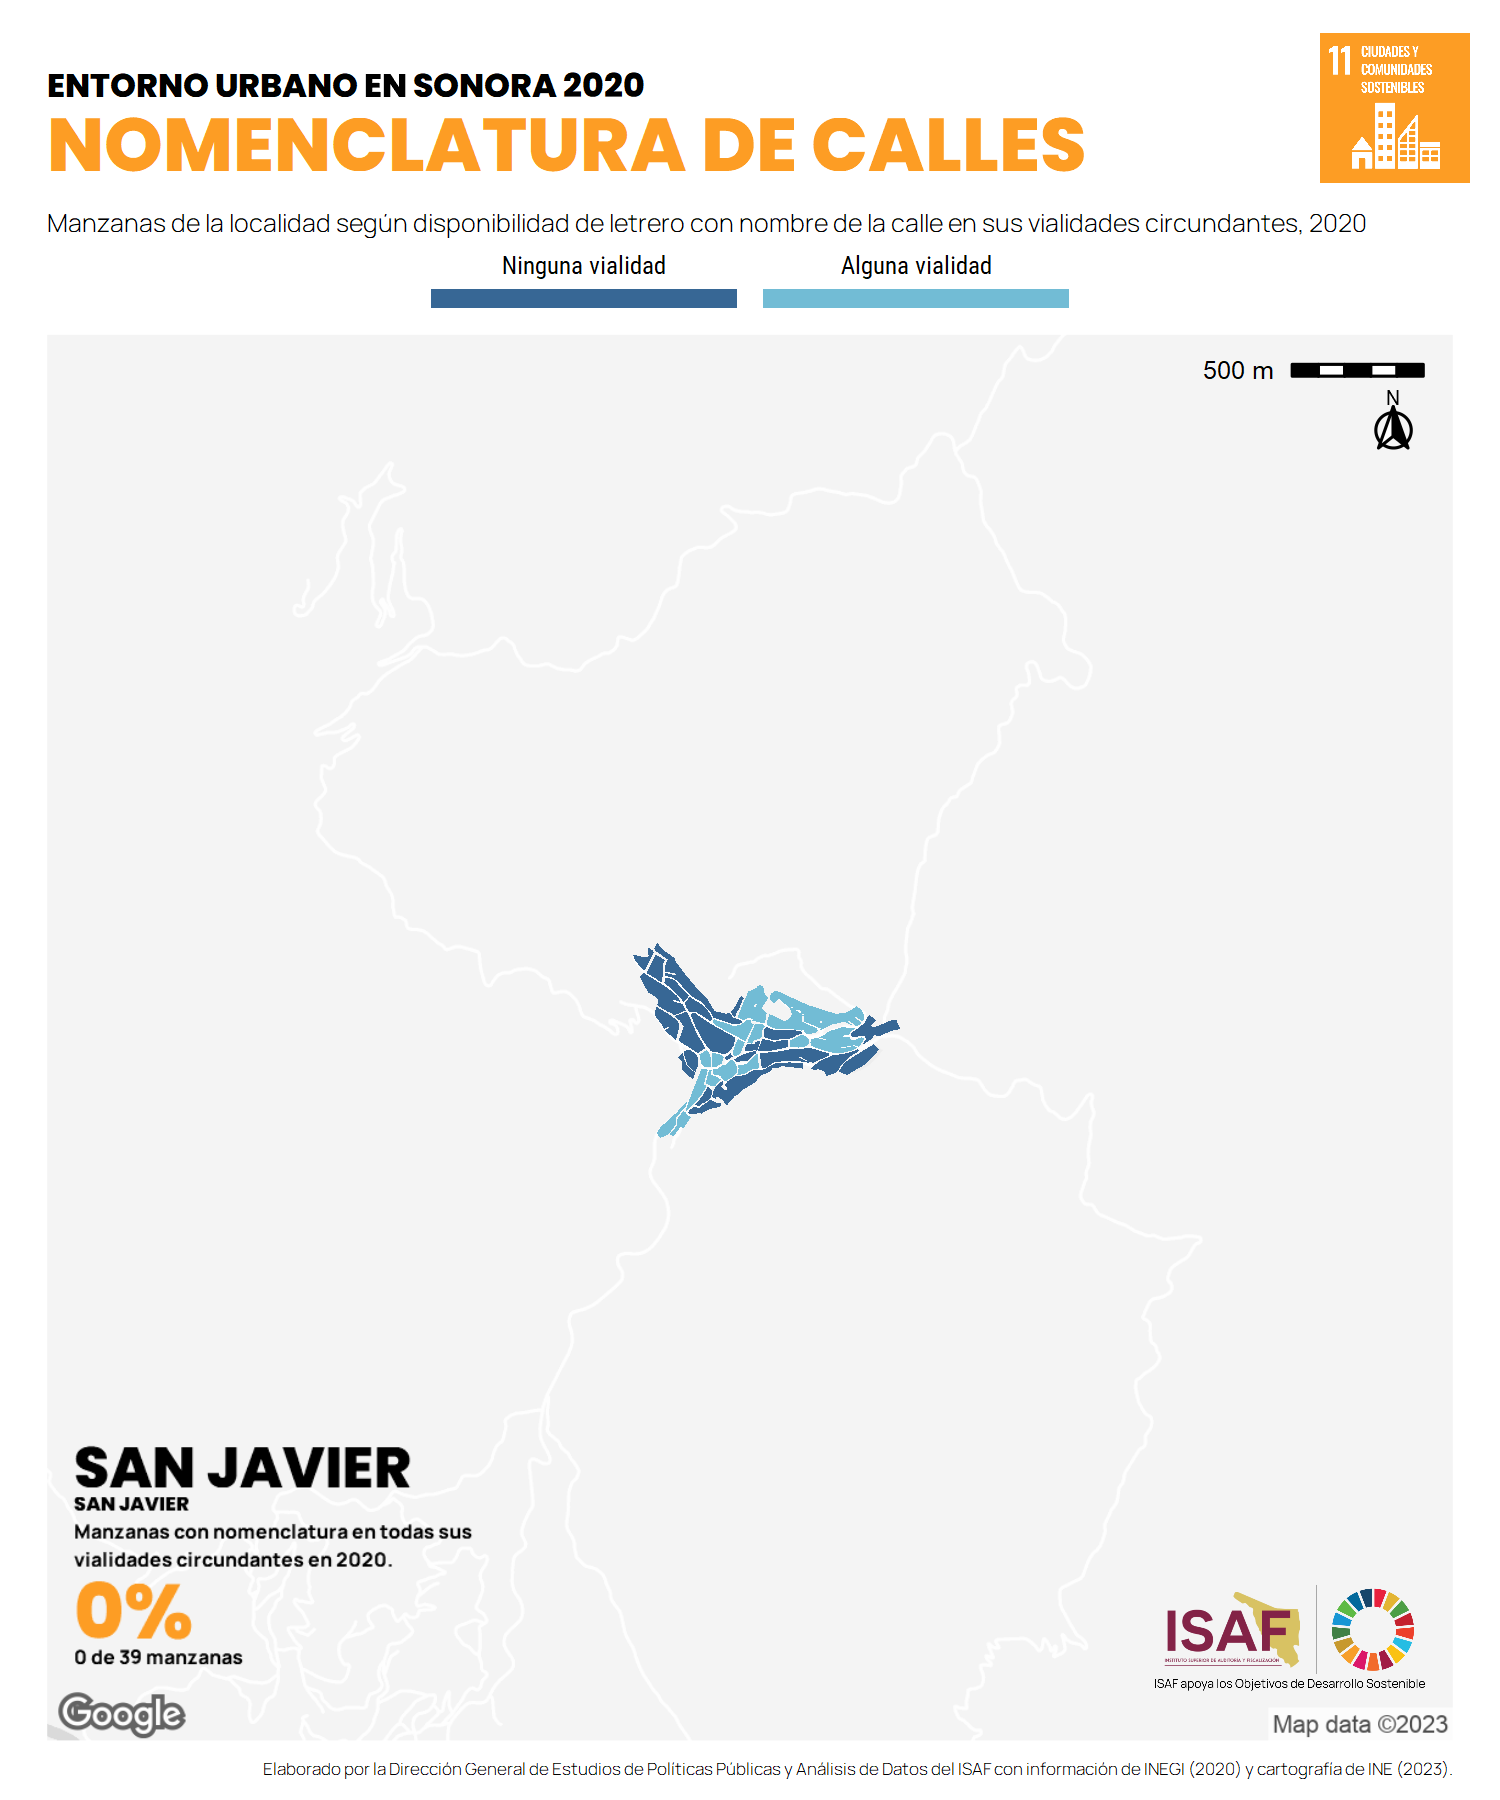 11 CIUDADES Y
COMUNIDADES
SOSTENIBLES
ENTORNO URBANO EN SONORA 2020
NOMENCLATURA DE CALLES
Manzanas de la localidad según disponibilidad de letrero con nombre de la calle en sus vialidades circundantes, 2020
Ninguna vialidad Alguna vialidad
500 m
N
SAN JAVIER
SAN JAVIER
Manzanas con nomenclatura en todas sus
vialidades circundantes en 2020.
0%
0 de 39 manzanas
ISAF
INSTITUTO SUPERIOR DE AUDITORÍA Y FISCALIZACIÓN
ISAF apoya los Objetivos de Desarrollo Sostenible
Google
Map data ©2023
Elaborado por la Dirección General de Estudios de Políticas Públicas y Análisis de Datos del ISAF con información de INEGI (2020) y cartografía de INE (2023).